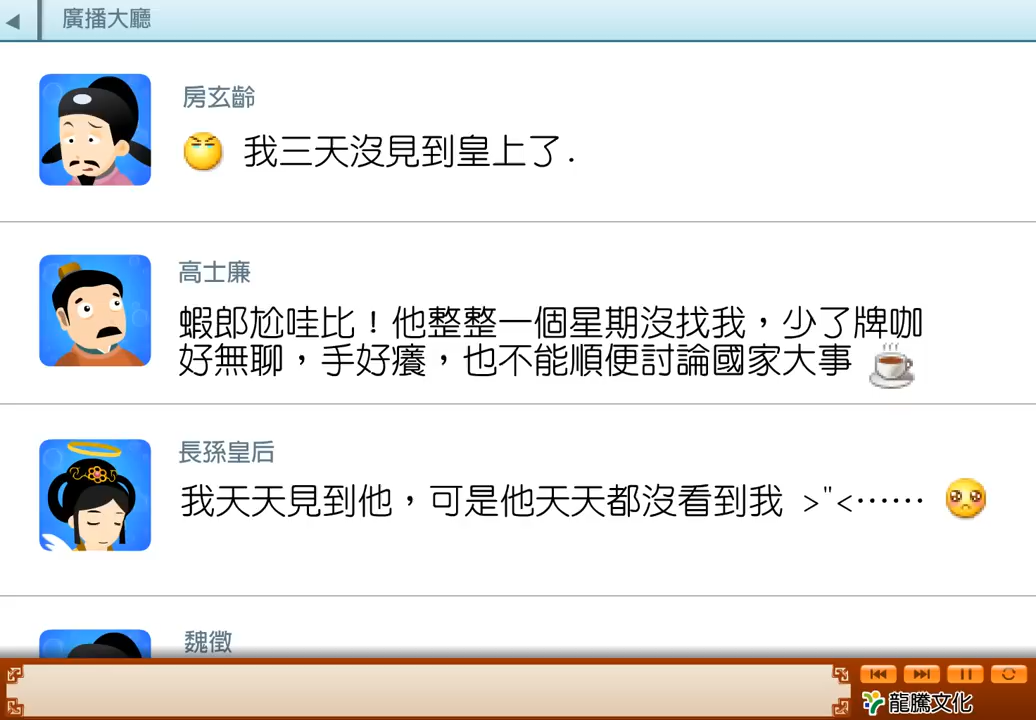 廣播大廳
房玄齡
我三天沒見到皇上了.
高士廉
蝦郎尬哇比！他整整一個星期沒找我，少了牌咖
好無聊，手好癢，也不能順便討論國家大事
長孫皇后
我天天見到他，可是他天天都沒看到我 >"<……
魏徵
龍騰文化